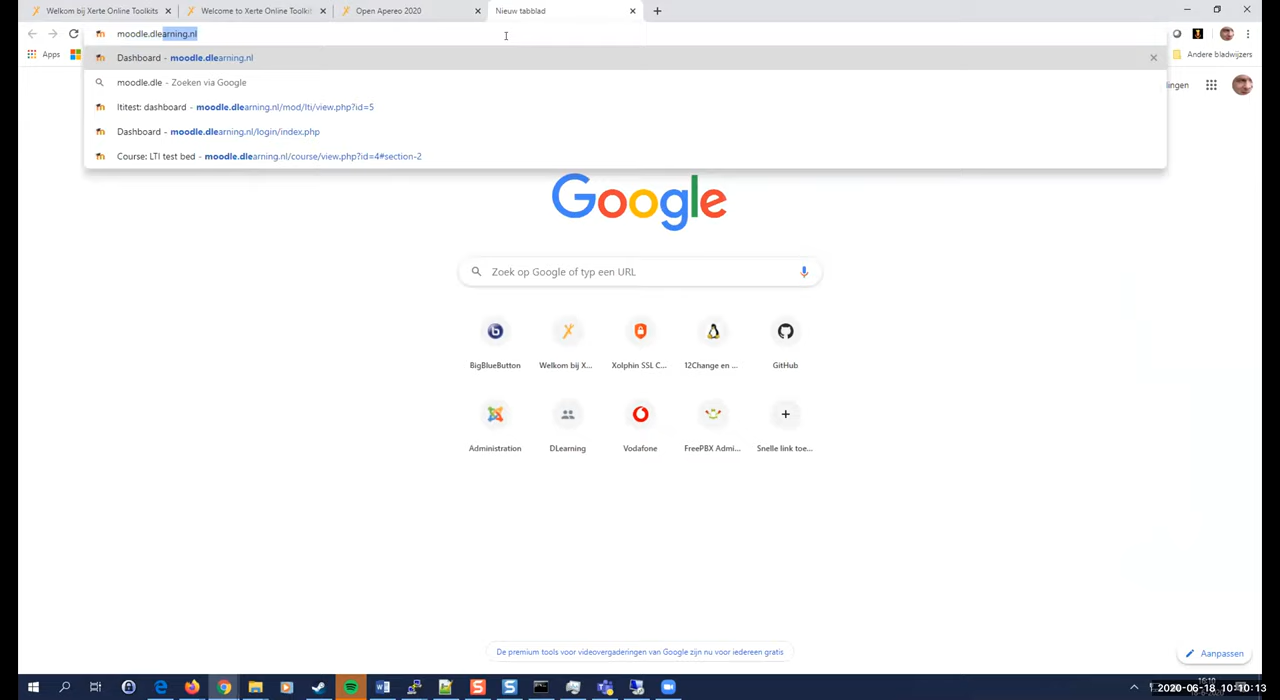 Welkom bij Xerte Online Toolkits
Welcome to Xerte Online Toolkit
Open Apereo 2020
Nieuw tabblad
moodle.dlearning.nl
Apps
Andere bladwijzers
Dashboard - moodle.dlearning.nl
moodle.dle - Zoeken via Google
ltitest: dashboard - moodle.dlearning.nl/mod/lti/view.php?id=5
Dashboard - moodle.dlearning.nl/login/index.php
Course: LTI test bed - moodle.dlearning.nl/course/view.php?id=4#section-2
Google
Zoek op Google of typ een URL
BigBlueButton
Welkom bij X...
Xolphin SSL C...
12Change en ...
GitHub
Administration
DLearning
Vodafone
FreePBX Admi...
Snelle link toe...
De premium tools voor videovergaderingen van Google zijn nu voor iedereen gratis
Aanpassen
2020-06-18 10:10:13